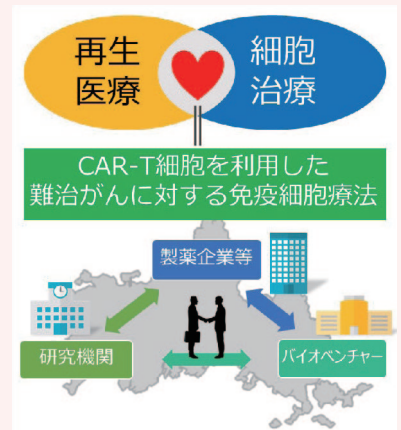 再生
医療
細胞
治療
CAR-T細胞を利用した
難治がんに対する免疫細胞療法
製薬企業等
研究機関
バイオベンチャー